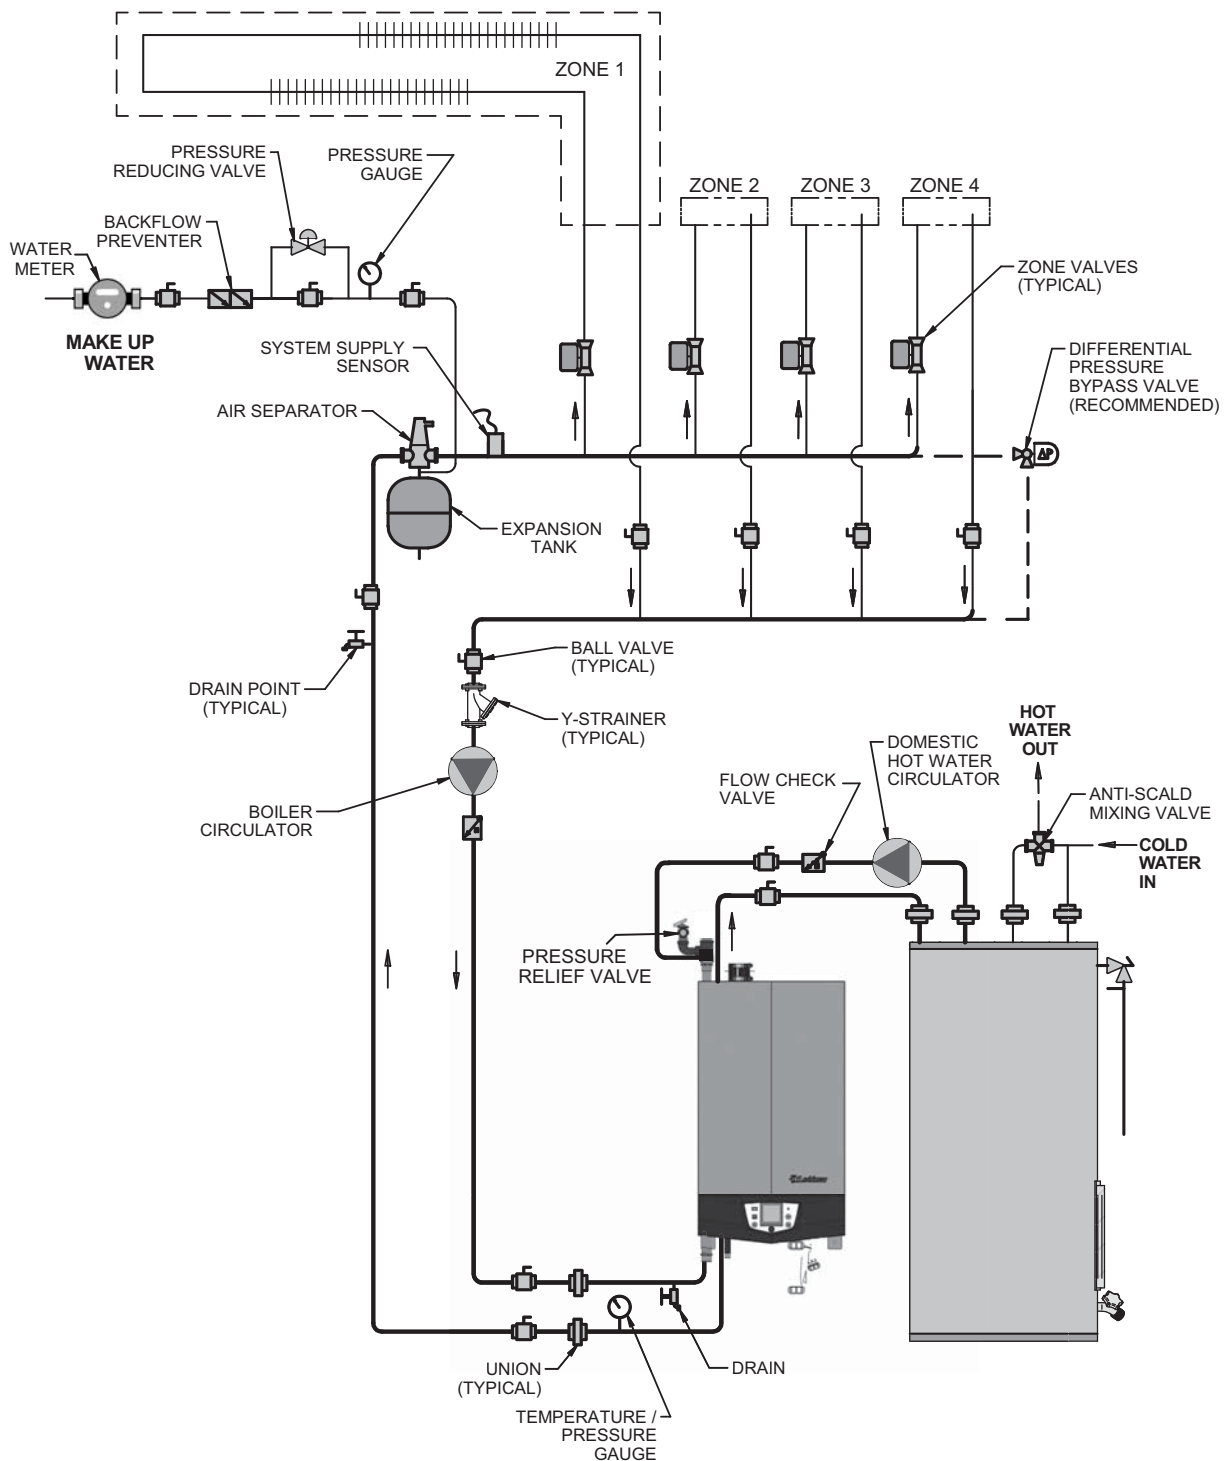 ZONE 1
PRESSURE
REDUCING VALVE
PRESSURE
GAUGE
ZONE 2
ZONE 3
ZONE 4
BACKFLOW
PREVENTER
WATER
METER
ZONE VALVES
(TYPICAL)
MAKE UP
WATER
SYSTEM SUPPLY
SENSOR
DIFFERENTIAL
PRESSURE
BYPASS VALVE
(RECOMMENDED)
AIR SEPARATOR
ΔP
EXPANSION
TANK
BALL VALVE
(TYPICAL)
DRAIN POINT
(TYPICAL)
Y-STRAINER
(TYPICAL)
HOT
WATER
OUT
DOMESTIC
HOT WATER
CIRCULATOR
FLOW CHECK
VALVE
BOILER
CIRCULATOR
ANTI-SCALD
MIXING VALVE
COLD
WATER
IN
PRESSURE
RELIEF VALVE
Lochinvar
UNION
(TYPICAL)
DRAIN
TEMPERATURE /
PRESSURE
GAUGE